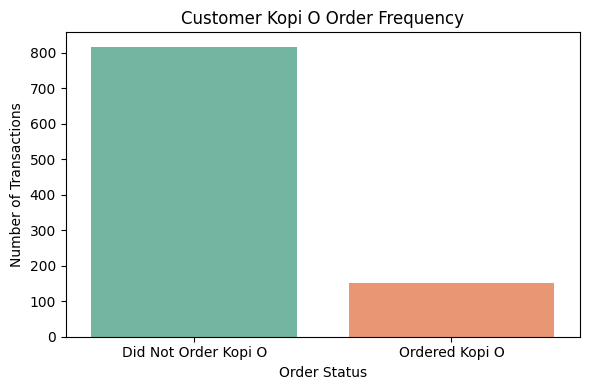 Customer Kopi O Order Frequency
Number of Transactions
800
700
600
500
400
300
200
100
0
Did Not Order Kopi O
Ordered Kopi O
Order Status